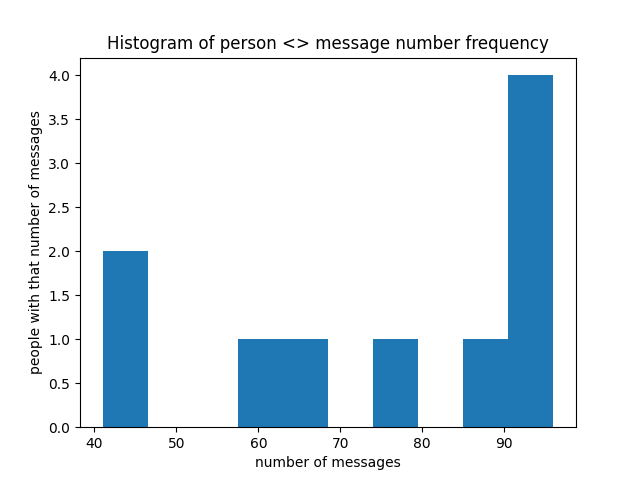 Histogram of person <> message number frequency
4.0
3.5
3.0
2.5
2.0
1.5
1.0
0.5
0.0
people with that number of messages
40 50 60 70 80 90
number of messages